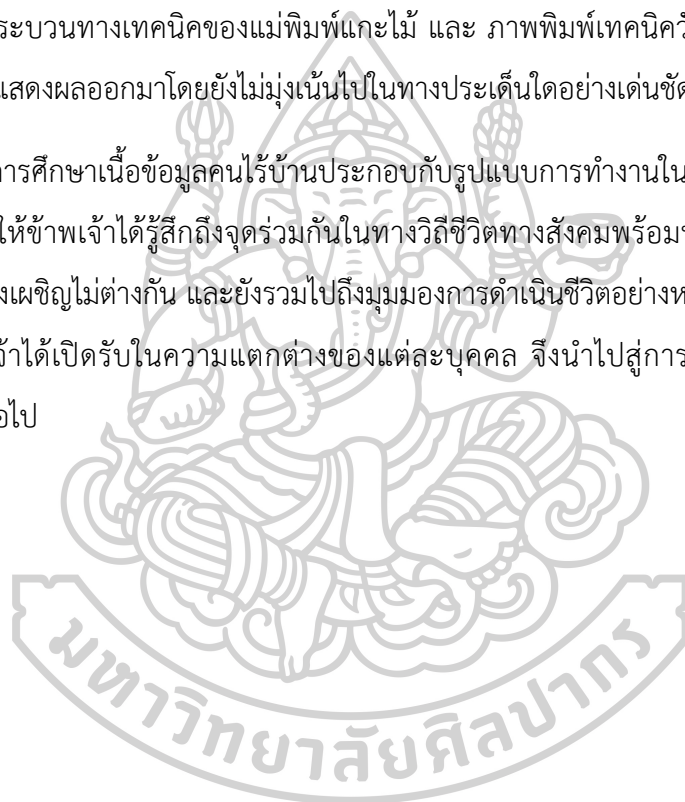 ระบวนทางเทคนิคของแม่พิมพ์แกะไม้ และ ภาพพิมพ์เทคนิควั
แสดงผลออกมาโดยยังไม่มุ่งเน้นไปในทางประเด็นใดอย่างเด่นชัด
การศึกษาเนื้อข้อมูลคนไร้บ้านประกอบกับรูปแบบการทำงานใน
ให้ข้าพเจ้าได้รู้สึกถึงจุดร่วมกันในทางวิถีชีวิตทางสังคมพร้อม
งเผชิญไม่ต่างกัน และยังรวมไปถึงมุมมองการดำเนินชีวิตอย่างห
จ้าได้เปิดรับในความแตกต่างของแต่ละบุคคล จึงนำไปสู่การ
อไป
มหาวิทยาลัยศิลปากร